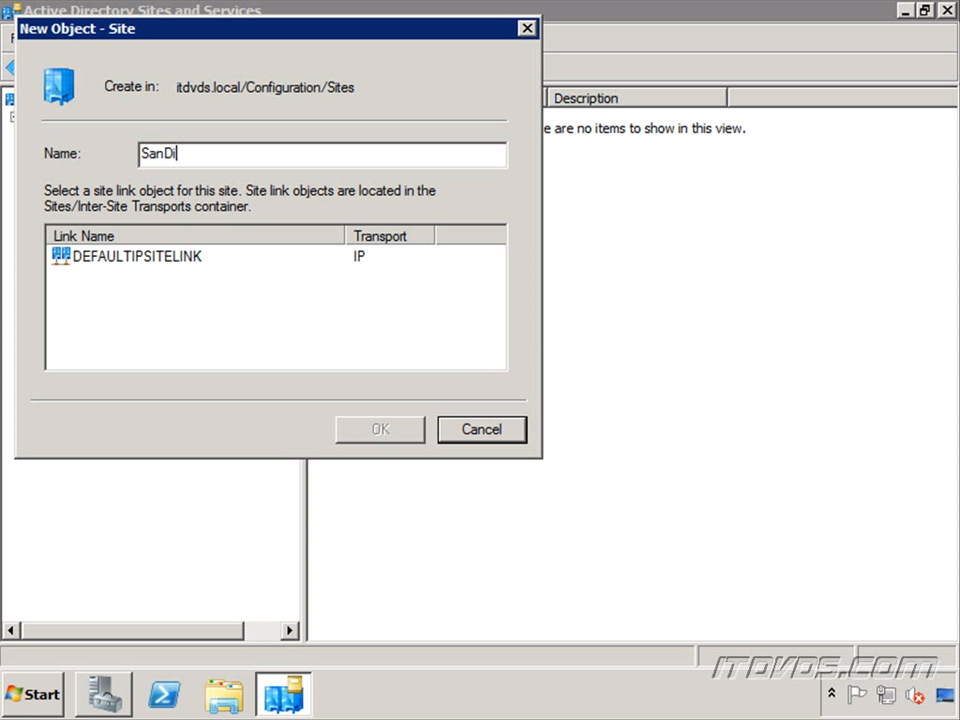 Active Directory Sites and Services
New Object - Site
Create in: itdvds.local/Configuration/Sites
Description
e are no items to show in this view.
Name: SanDi
Select a site link object for this site. Site link objects are located in the
Sites/Inter-Site Transports container.
Link Name Transport
DEFAULTIPSITELINK IP
OK Cancel
ITDVDS.COM
Start